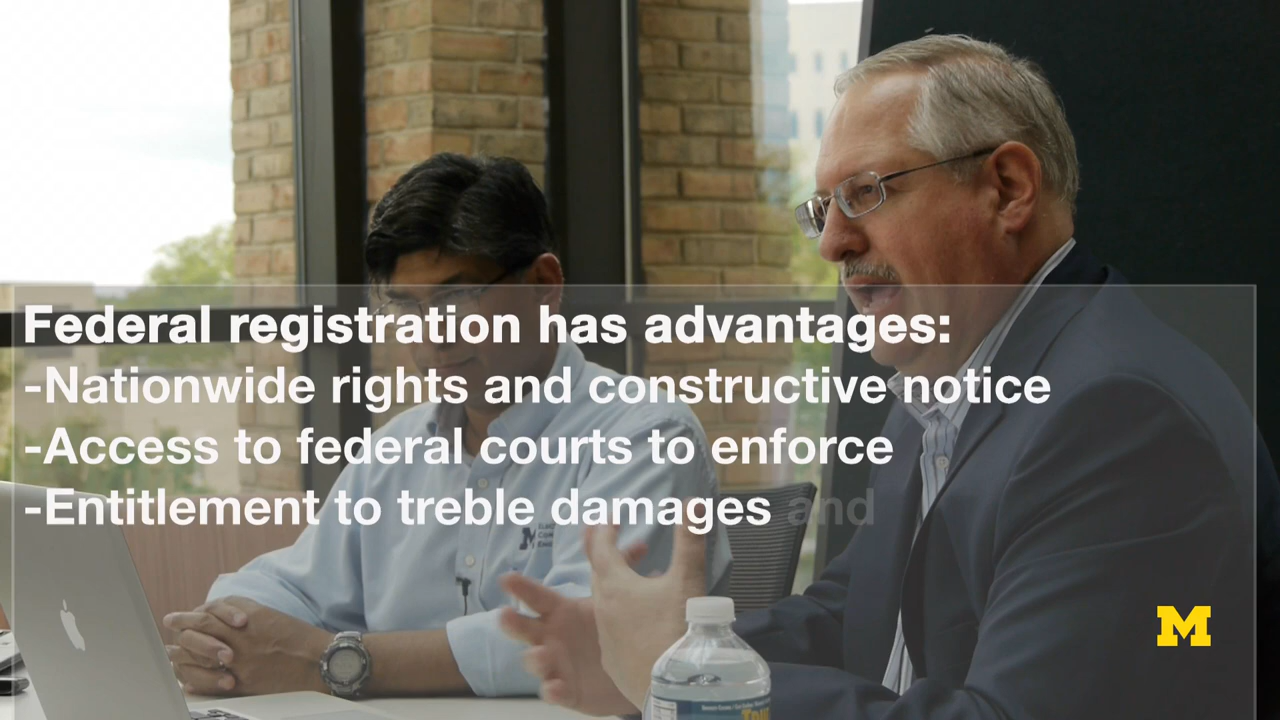 Federal registration has advantages:
-Nationwide rights and constructive notice
-Access to federal courts to enforce
-Entitlement to treble damages and
M